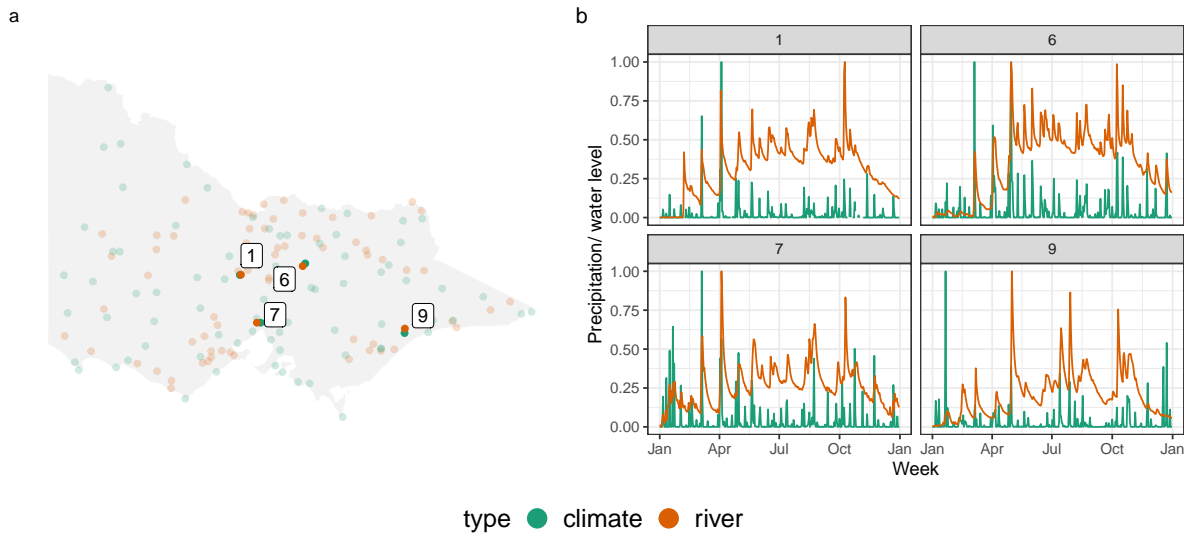 a
1
6
7
9
b
1
6
1.00
0.75
0.50
0.25
0.00
7
9
1.00
0.75
0.50
0.25
0.00
Jan Apr Jul Oct Jan
Jan Apr Jul Oct Jan
Precipitation/ water level
Week
type climate river